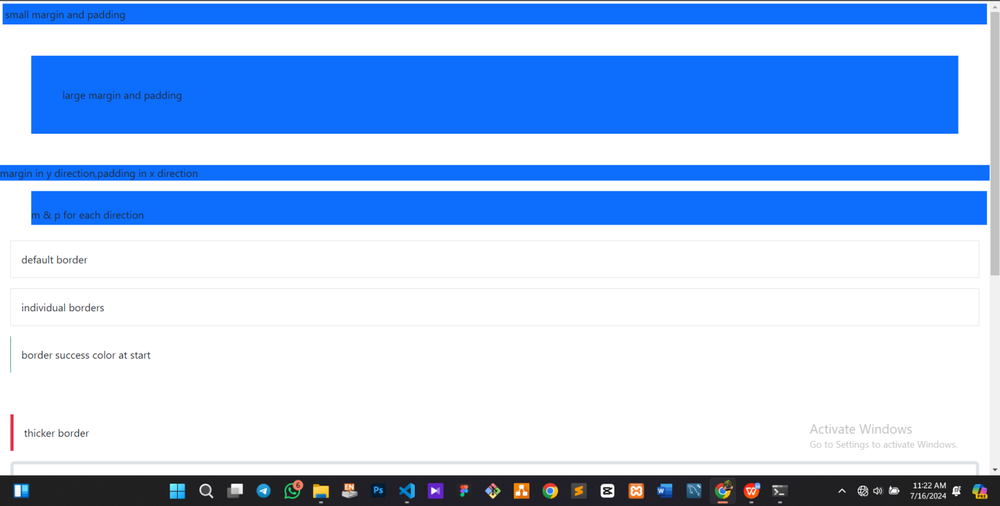 small margin and padding
large margin and padding
margin in y direction,padding in x direction
m & p for each direction
default border
individual borders
border success color at start
thicker border
Activate Windows
Go to Settings to activate Windows.
6
EN
Ps
W
W
PRE
11:22 AM
7/16/2024